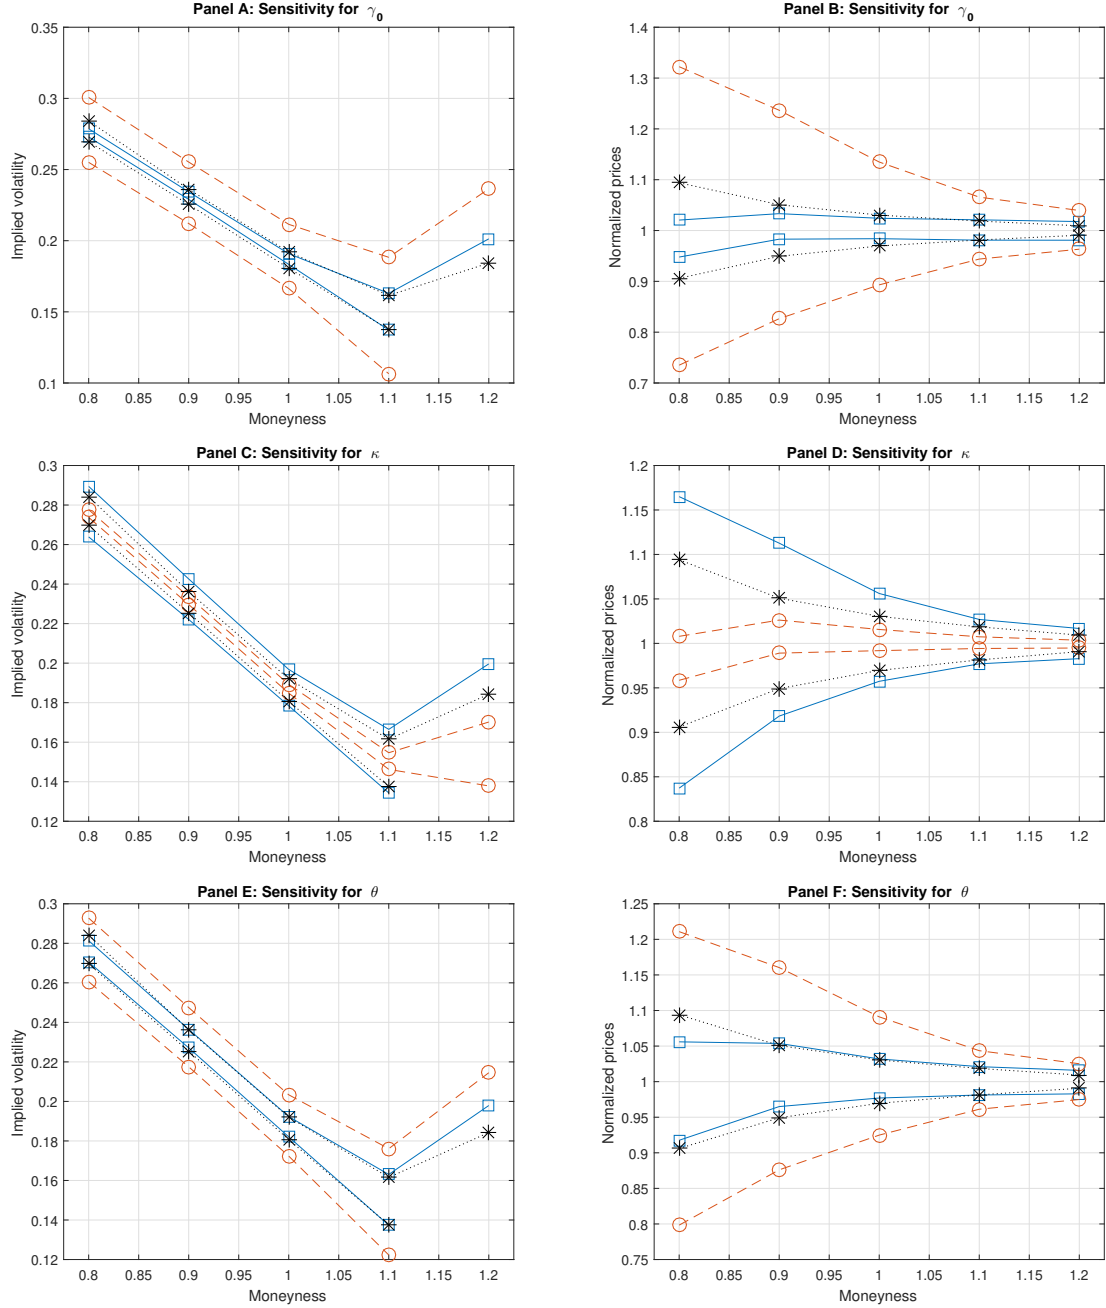 Panel A: Sensitivity for γ0
0.35
0.3
0.25
0.2
0.15
0.1
Implied volatility
0.8 0.85 0.9 0.95 1 1.05 1.1 1.15 1.2
Moneyness
Panel B: Sensitivity for γ0
1.4
1.3
1.2
1.1
1
0.9
0.8
0.7
Normalized prices
0.8 0.85 0.9 0.95 1 1.05 1.1 1.15 1.2
Moneyness
Panel C: Sensitivity for κ
0.3
0.28
0.26
0.24
0.22
0.2
0.18
0.16
0.14
0.12
Implied volatility
0.8 0.85 0.9 0.95 1 1.05 1.1 1.15 1.2
Moneyness
Panel D: Sensitivity for κ
1.2
1.15
1.1
1.05
1
0.95
0.9
0.85
0.8
Normalized prices
0.8 0.85 0.9 0.95 1 1.05 1.1 1.15 1.2
Moneyness
Panel E: Sensitivity for θ
0.3
0.28
0.26
0.24
0.22
0.2
0.18
0.16
0.14
0.12
Implied volatility
0.8 0.85 0.9 0.95 1 1.05 1.1 1.15 1.2
Moneyness
Panel F: Sensitivity for θ
1.25
1.2
1.15
1.1
1.05
1
0.95
0.9
0.85
0.8
0.75
Normalized prices
0.8 0.85 0.9 0.95 1 1.05 1.1 1.15 1.2
Moneyness